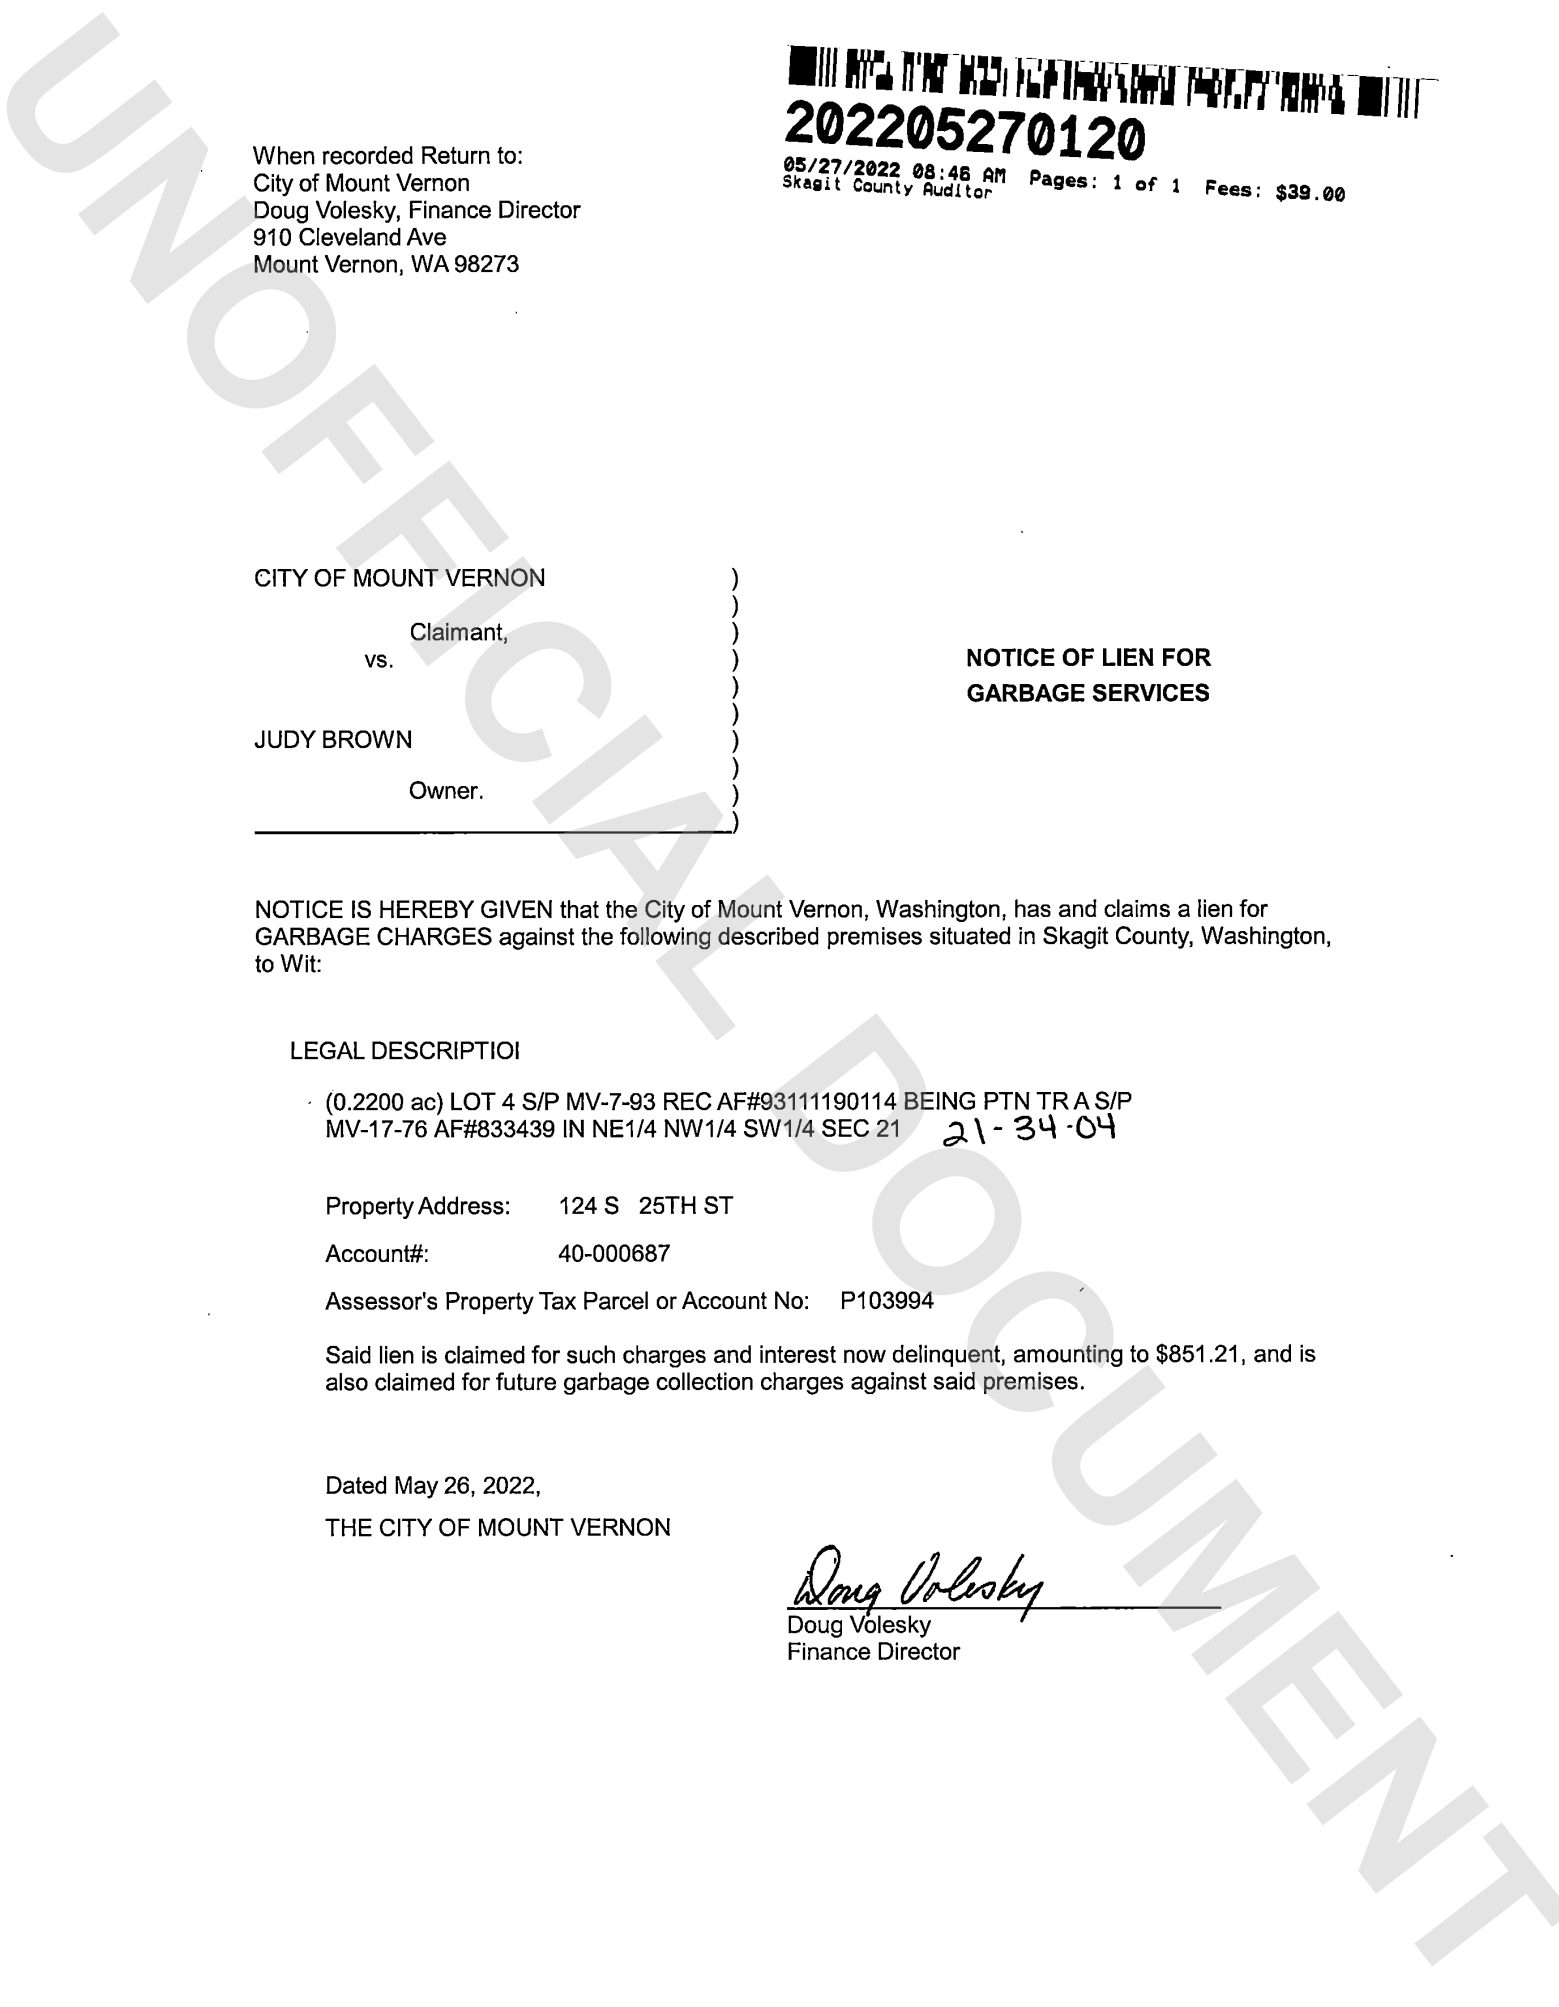 202205270120
05/27/2022 08:46 AM Pages: 1 of 1 Fees: $39.00
Skagit County Auditor
When recorded Return to:
City of Mount Vernon
Doug Volesky, Finance Director
910 Cleveland Ave
Mount Vernon, WA 98273
CITY OF MOUNT VERNON )
)
Claimant, )
vs. )
)
)
JUDY BROWN )
)
Owner. )
)
NOTICE OF LIEN FOR
GARBAGE SERVICES
NOTICE IS HEREBY GIVEN that the City of Mount Vernon, Washington, has and claims a lien for
GARBAGE CHARGES against the following described premises situated in Skagit County, Washington,
to Wit:
LEGAL DESCRIPTIOI
(0.2200 ac) LOT 4 S/P MV-7-93 REC AF#93111190114 BEING PTN TR A S/P
MV-17-76 AF#833439 IN NE1/4 NW1/4 SW1/4 SEC 21 21-34-04
Property Address: 124 S 25TH ST
Account#: 40-000687
Assessor's Property Tax Parcel or Account No: P103994
Said lien is claimed for such charges and interest now delinquent, amounting to $851.21, and is
also claimed for future garbage collection charges against said premises.
Dated May 26, 2022,
THE CITY OF MOUNT VERNON
Doug Volesky
Doug Volesky
Finance Director
UNOFFICIAL DOCUMENT